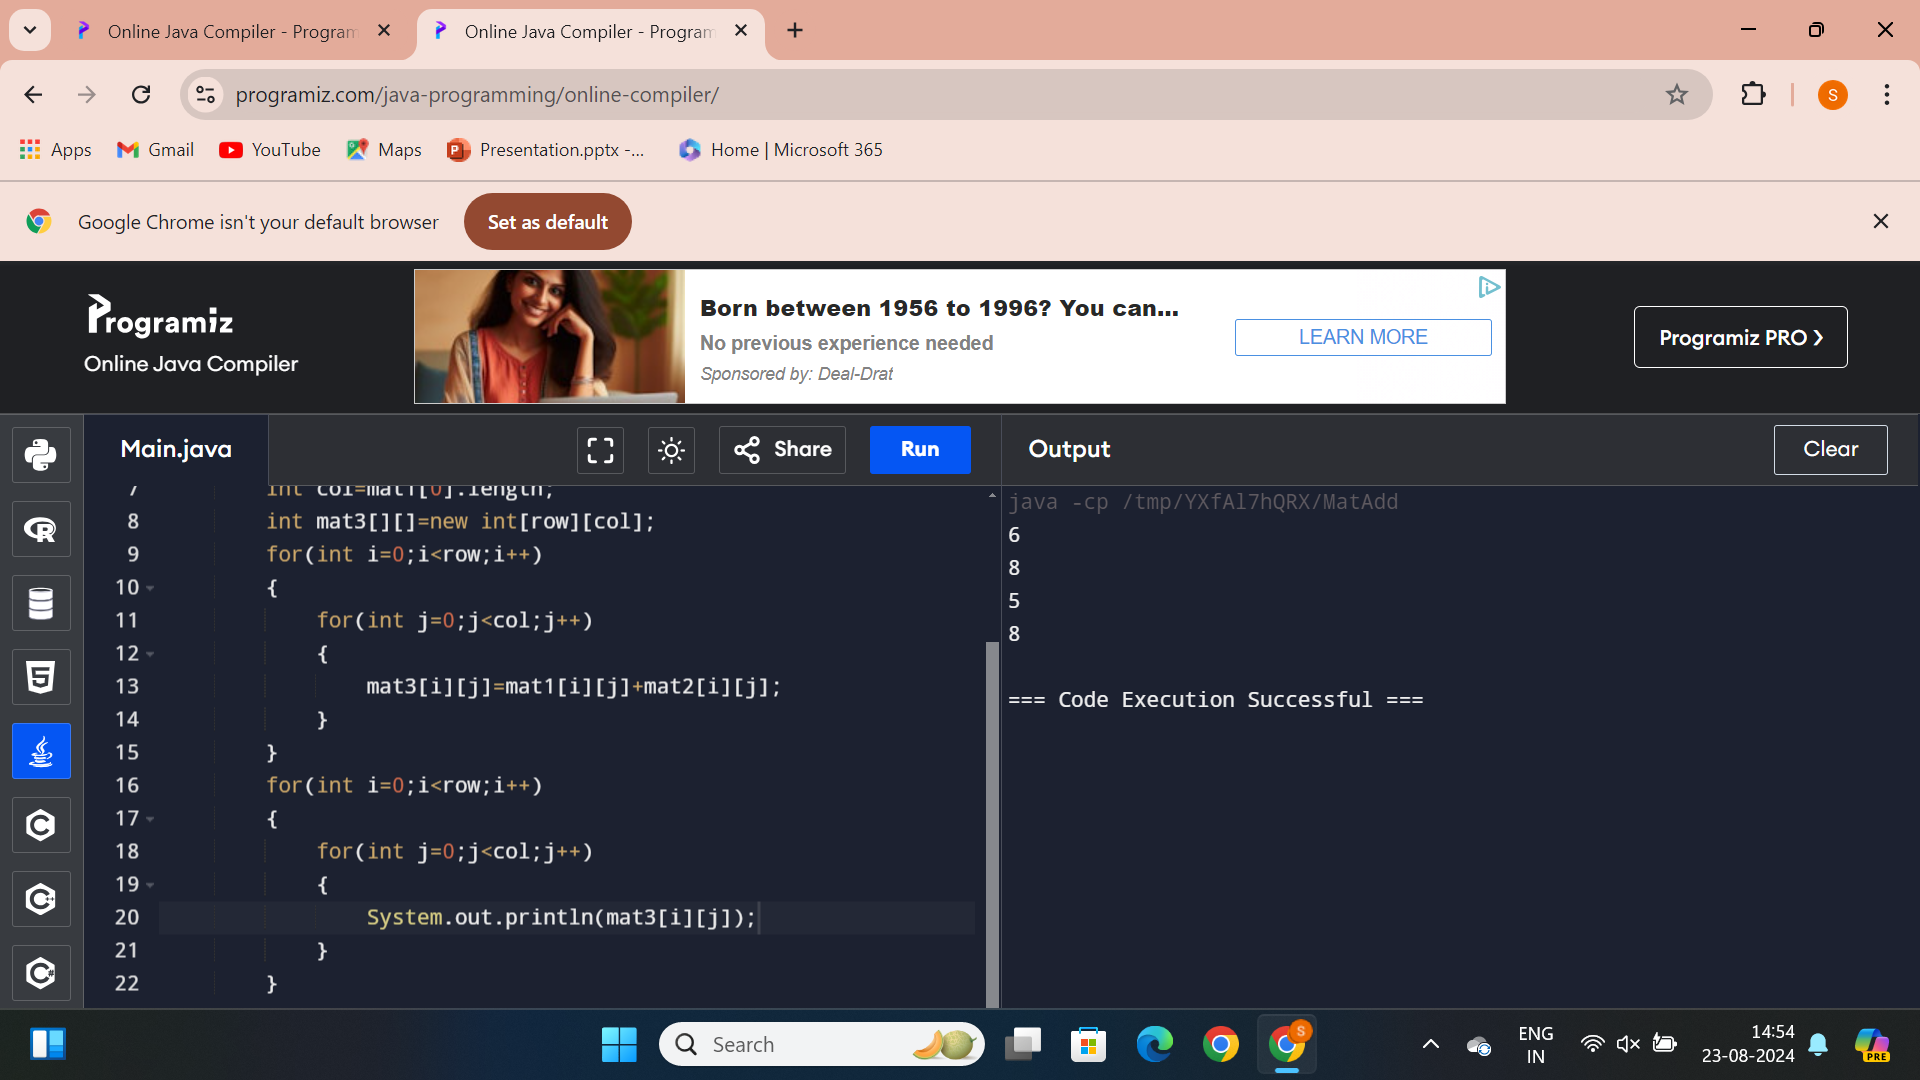 Online Java Compiler - Program
Online Java Compiler - Program
programiz.com/java-programming/online-compiler/
S
Apps
Gmail
YouTube
Maps
Presentation.pptx -...
Home | Microsoft 365
Google Chrome isn't your default browser
Set as default
Programiz
Online Java Compiler
Born between 1956 to 1996? You can...
No previous experience needed
Sponsored by: Deal-Drat
LEARN MORE
Programiz PRO ❯
Main.java
Share
Run
Output
Clear
7 int col=mat1[0].length;
8 int mat3[][]=new int[row][col];
9 for(int i=0;i<row;i++)
10 {
11 for(int j=0;j<col;j++)
12 {
13 mat3[i][j]=mat1[i][j]+mat2[i][j];
14 }
15 }
16 for(int i=0;i<row;i++)
17 {
18 for(int j=0;j<col;j++)
19 {
20 System.out.println(mat3[i][j]);
21 }
22 }
java -cp /tmp/YXfAl7hQRX/MatAdd
6
8
5
8
=== Code Execution Successful ===
Search
S
ENG
IN
14:54
23-08-2024
PRE